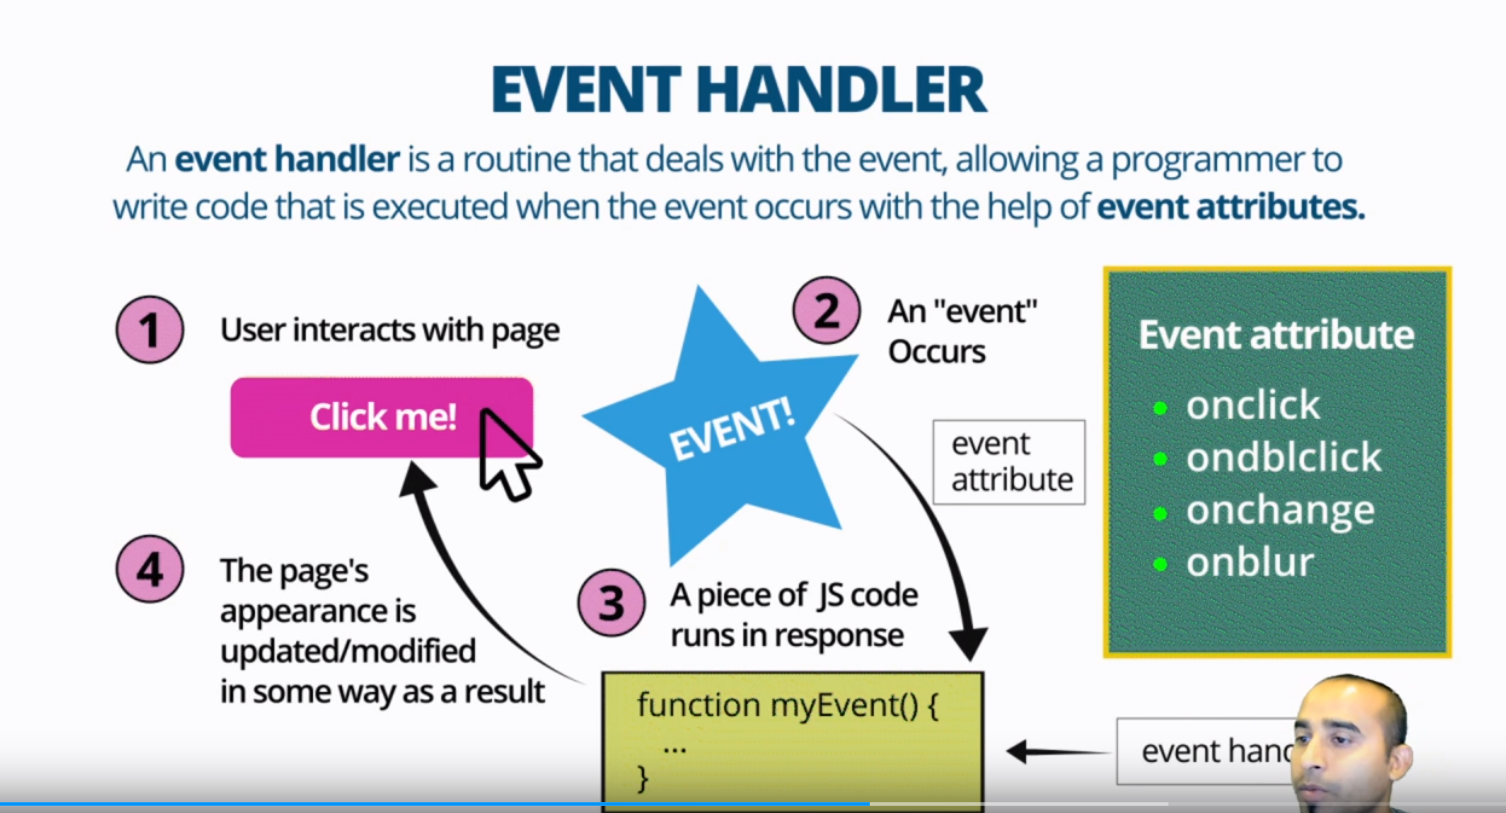 EVENT HANDLER
An event handler is a routine that deals with the event, allowing a programmer to
write code that is executed when the event occurs with the help of event attributes.
1
User interacts with page
Click me!
EVENT!
2
An "event"
Occurs
event
attribute
Event attribute
onclick
ondblclick
onchange
onblur
4
The page's
appearance is
updated/modified
in some way as a result
3
A piece of JS code
runs in response
function myEvent() {
...
}
event